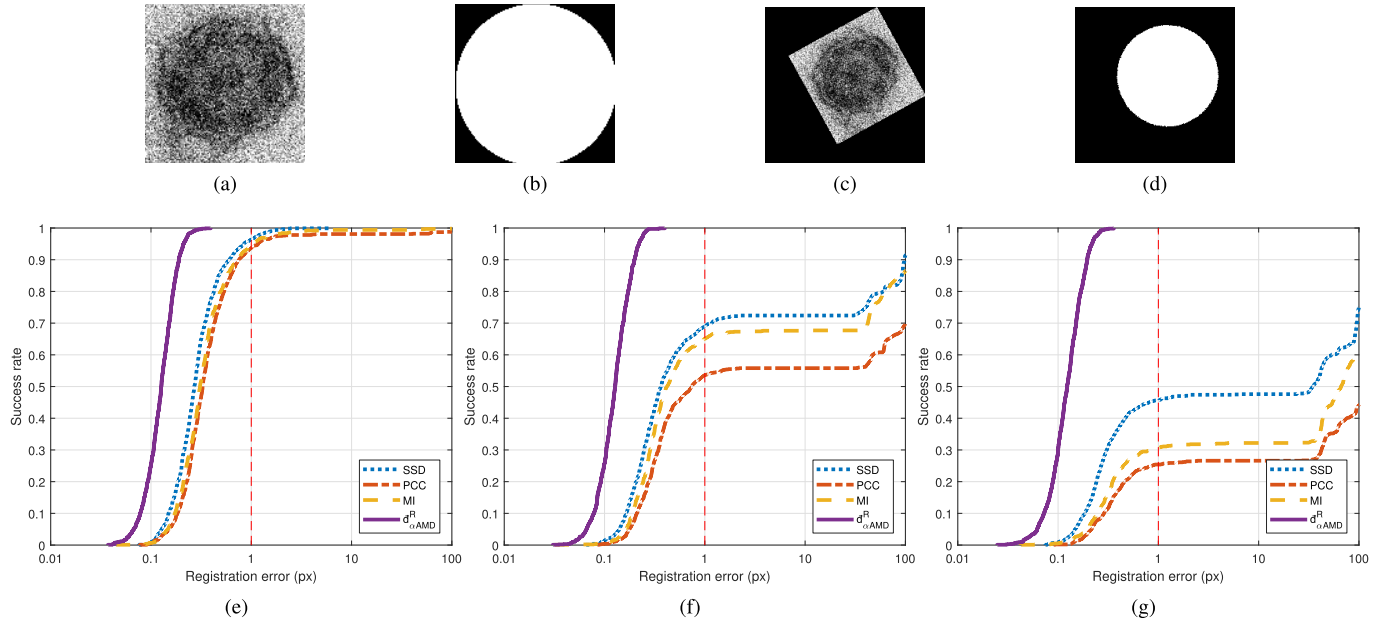 (a)
(b)
(c)
(d)
1
0.9
0.8
0.7
0.6
0.5
0.4
0.3
0.2
0.1
0
Success rate
0.01
0.1
1
10
100
Registration error (px)
SSD
PCC
MI
đᴿαAMD
(e)
1
0.9
0.8
0.7
0.6
0.5
0.4
0.3
0.2
0.1
0
Success rate
0.01
0.1
1
10
100
Registration error (px)
SSD
PCC
MI
đᴿαAMD
(f)
1
0.9
0.8
0.7
0.6
0.5
0.4
0.3
0.2
0.1
0
Success rate
0.01
0.1
1
10
100
Registration error (px)
SSD
PCC
MI
đᴿαAMD
(g)